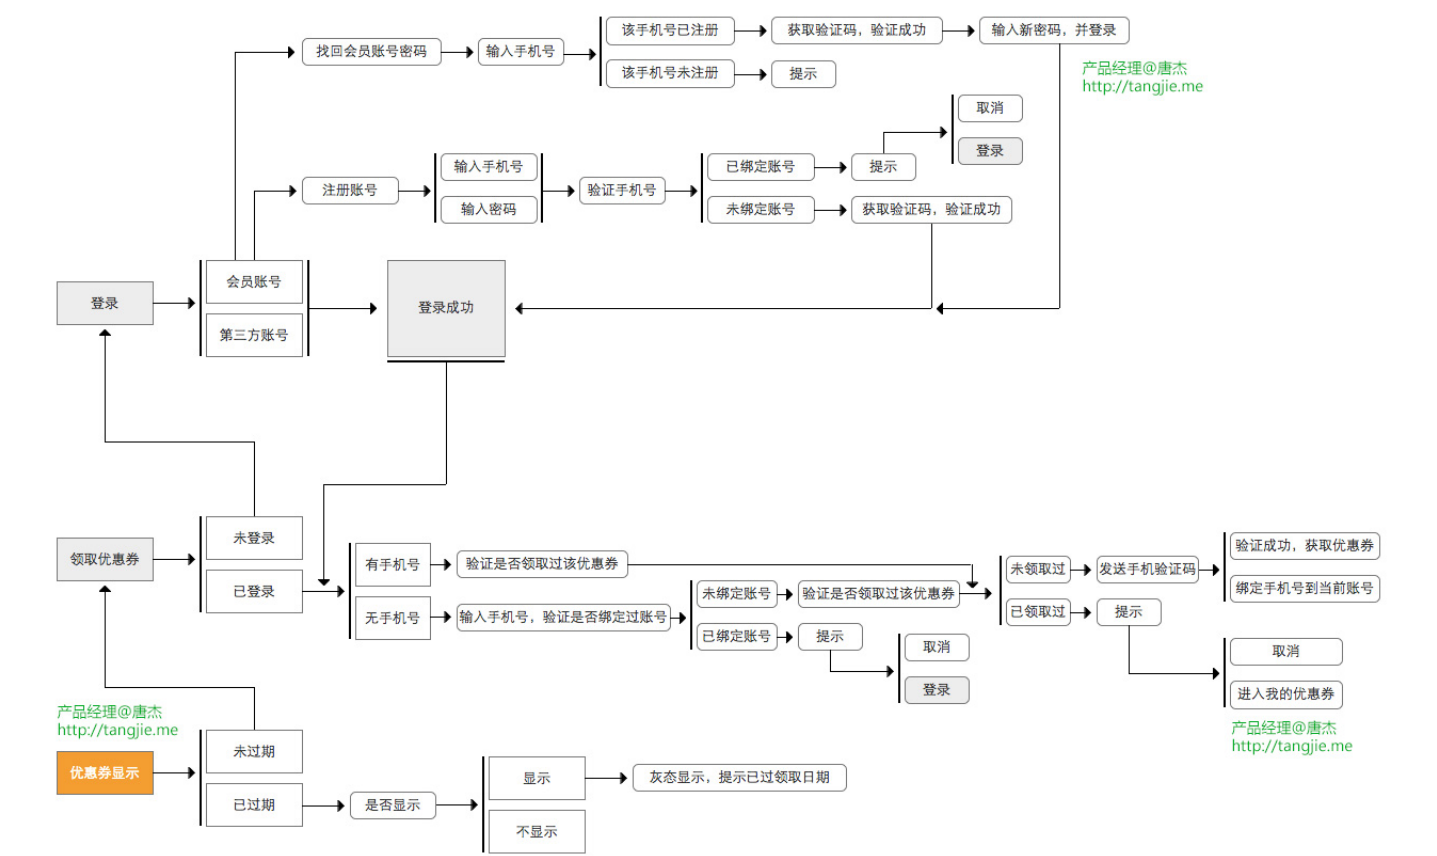 找回会员账号密码
输入手机号
该手机号已注册
获取验证码，验证成功
输入新密码，并登录
该手机号未注册
提示
产品经理@唐杰
http://tangjie.me
取消
登录
注册账号
输入手机号
输入密码
验证手机号
已绑定账号
提示
未绑定账号
获取验证码，验证成功
登录
会员账号
第三方账号
登录成功
领取优惠券
未登录
已登录
有手机号
验证是否领取过该优惠券
无手机号
输入手机号，验证是否绑定过账号
未绑定账号
验证是否领取过该优惠券
已绑定账号
提示
取消
登录
未领取过
发送手机验证码
验证成功，获取优惠券
绑定手机号到当前账号
已领取过
提示
取消
进入我的优惠券
产品经理@唐杰
http://tangjie.me
产品经理@唐杰
http://tangjie.me
优惠券显示
未过期
已过期
是否显示
显示
灰态显示，提示已过领取日期
不显示